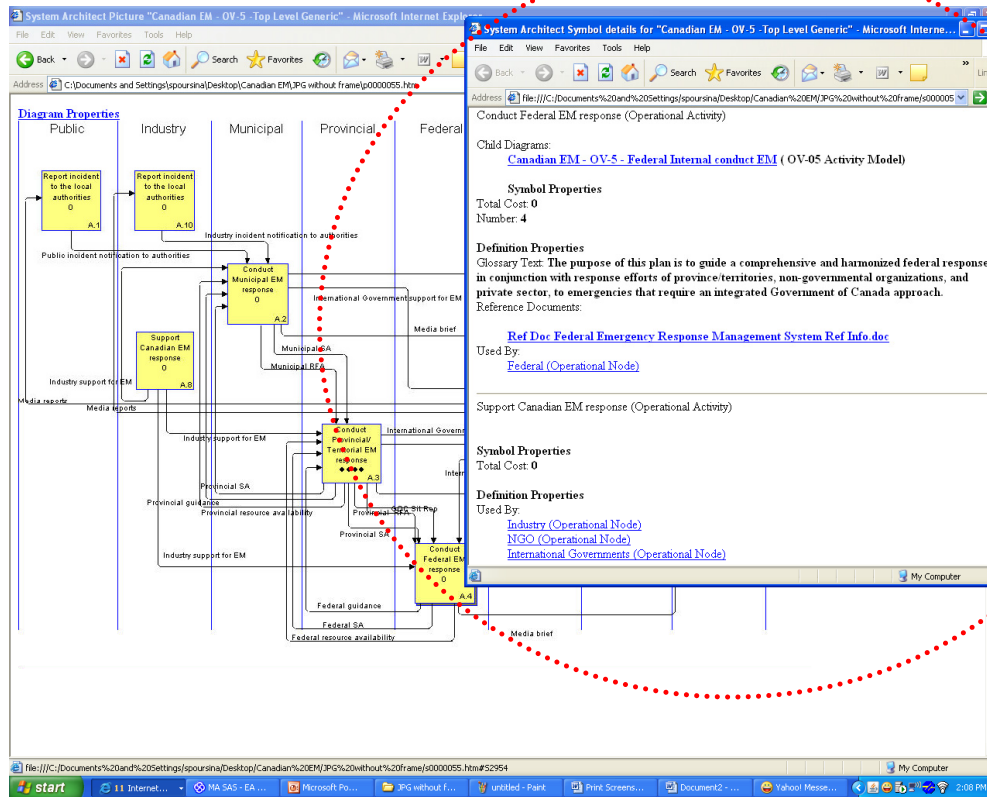 System Architect Picture "Canadian EM - OV-5 -Top Level Generic" - Microsoft Internet Explorer
File Edit View Favorites Tools Help
Back Search Favorites
Address C:\Documents and Settings\spoursina\Desktop\Canadian EM\JPG without frame\p0000055.htm
Diagram Properties
Public Industry Municipal Provincial Federal
Report incident
to the local
authorities
0
A.1
Report incident
to the local
authorities
0
A.10
Industry incident notification to authorities
Public incident notification to authorities
Conduct
Municipal EM
response
0
A.2
International Government support for EM
Media brief
Support
Canadian EM
response
0
A.8
Municipal SA
Municipal RFA
Industry support for EM
Media reports
Media reports
Industry support for EM
Conduct
Provincial/
Territorial EM
response
A.3
International Governm
Inter
Provincial SA
Provincial guidance
Provincial resource availability
Provincial RFA
GOC Sit Rep
Provincial SA
Industry support for EM
Conduct
Federal EM
response
0
A.4
Federal guidance
Federal SA
Federal resource availability
Media brief
file:///C:/Documents%20and%20Settings/spoursina/Desktop/Canadian%20EM/JPG%20without%20frame/s0000055.htm#S2954
My Computer
System Architect Symbol details for "Canadian EM - OV-5 -Top Level Generic" - Microsoft Interne...
File Edit View Favorites Tools Help
Back Search Favorites » Lin
Address file:///C:/Documents%20and%20Settings/spoursina/Desktop/Canadian%20EM/JPG%20without%20frame/s000005
Conduct Federal EM response (Operational Activity)
Child Diagrams:
Canadian EM - OV-5 - Federal Internal conduct EM ( OV-05 Activity Model)
Symbol Properties
Total Cost: 0
Number: 4
Definition Properties
Glossary Text: The purpose of this plan is to guide a comprehensive and harmonized federal response
in conjunction with response efforts of province/territories, non-governmental organizations, and
private sector, to emergencies that require an integrated Government of Canada approach.
Reference Documents:
Ref Doc Federal Emergency Response Management System Ref Info.doc
Used By:
Federal (Operational Node)
Support Canadian EM response (Operational Activity)
Symbol Properties
Total Cost: 0
Definition Properties
Used By:
Industry (Operational Node)
NGO (Operational Node)
International Governments (Operational Node)
My Computer
start 11 Internet... MA SAS - EA ... Microsoft Po... JPG without f... untitled - Paint Print Screens... Document2 - ... Yahoo! Messe... 2:08 PM